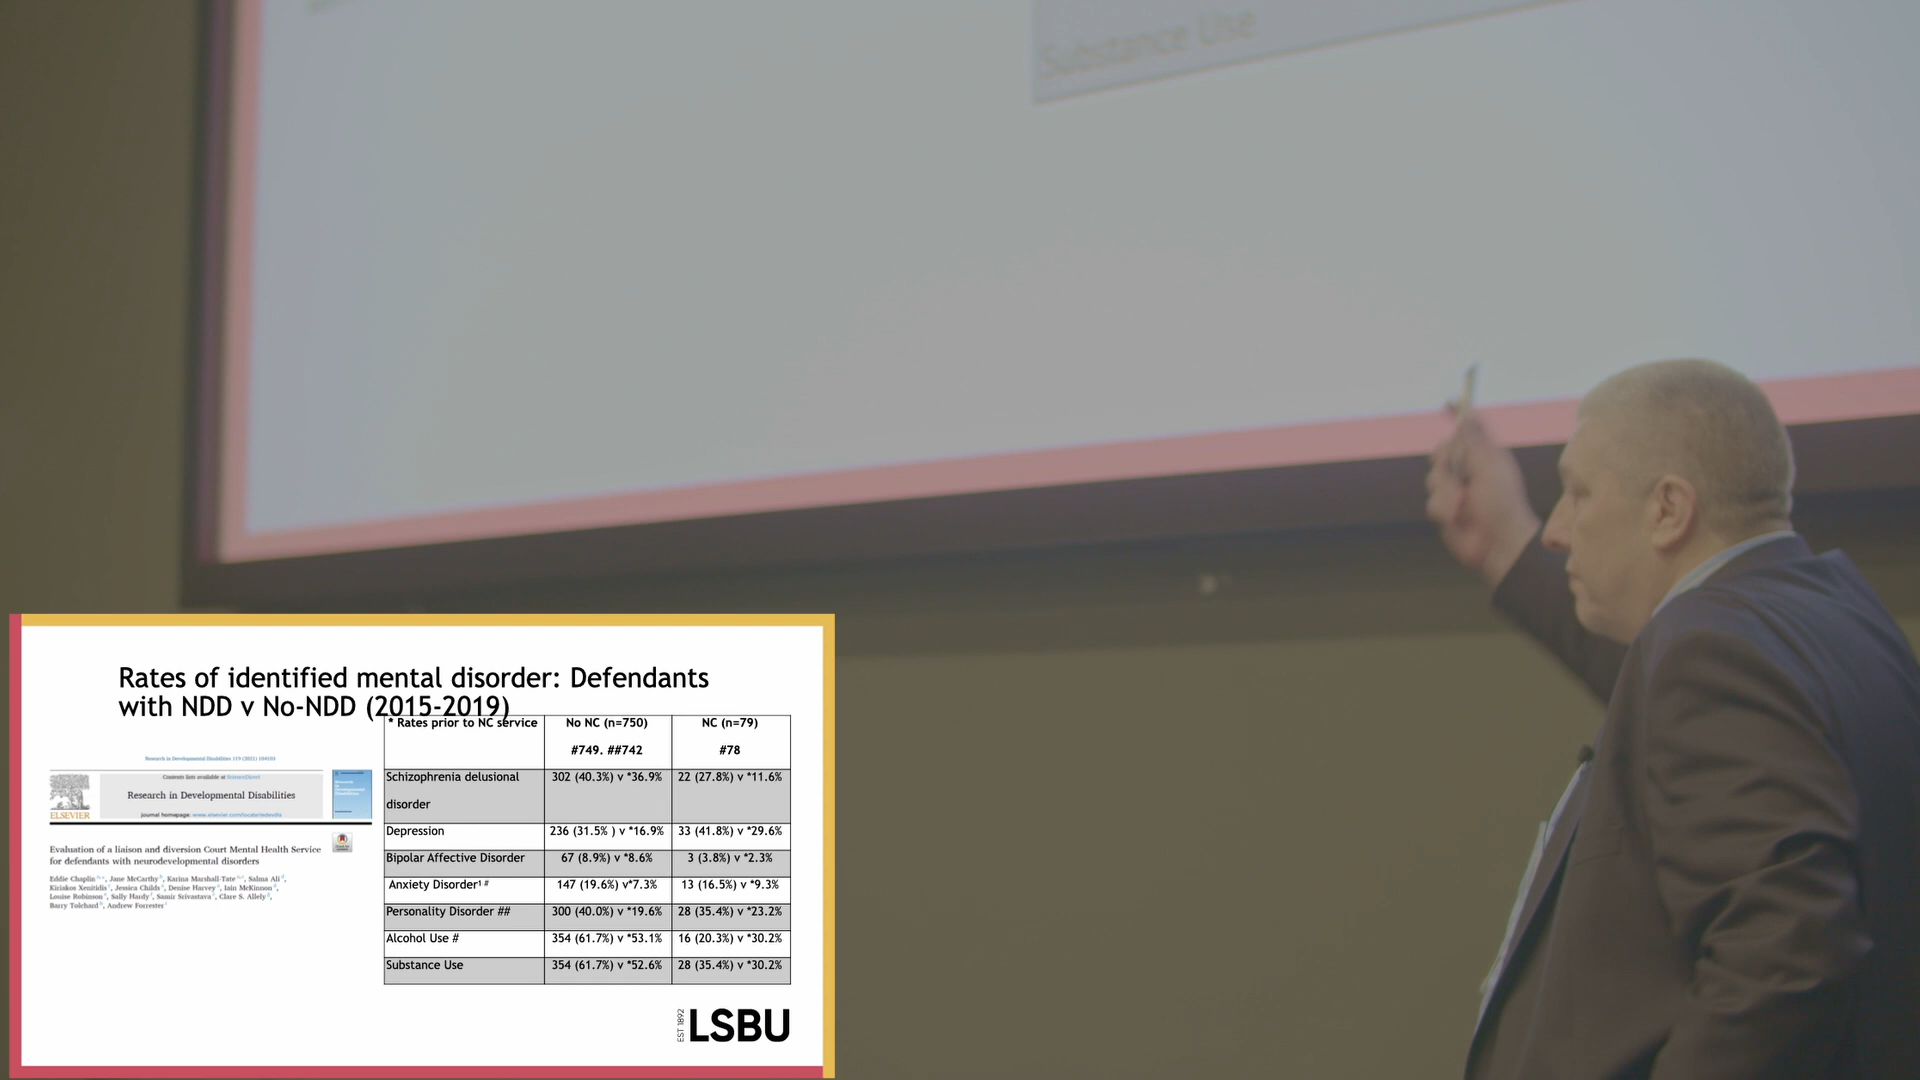 Substance Use
Rates of identified mental disorder: Defendants
with NDD v No-NDD (2015-2019)
* Rates prior to NC service No NC (n=750) NC (n=79)
#749. ##742 #78
Schizophrenia delusional 302 (40.3%) v *36.9% 22 (27.8%) v *11.6%
disorder
Depression 236 (31.5% ) v *16.9% 33 (41.8%) v *29.6%
Bipolar Affective Disorder 67 (8.9%) v *8.6% 3 (3.8%) v *2.3%
Anxiety Disorder¹ # 147 (19.6%) v*7.3% 13 (16.5%) v *9.3%
Personality Disorder ## 300 (40.0%) v *19.6% 28 (35.4%) v *23.2%
Alcohol Use # 354 (61.7%) v *53.1% 16 (20.3%) v *30.2%
Substance Use 354 (61.7%) v *52.6% 28 (35.4%) v *30.2%
Research in Developmental Disabilities 119 (2021) 104103
Contents lists available at ScienceDirect
Research in Developmental Disabilities
journal homepage: www.elsevier.com/locate/redevdis
ELSEVIER
Evaluation of a liaison and diversion Court Mental Health Service
for defendants with neurodevelopmental disorders
Eddie Chaplin, Jane McCarthy, Karina Marshall-Tate, Salma Ali,
Kiriakos Xenitidis, Jessica Childs, Denise Harvey, Iain McKinnon,
Louise Robinson, Sally Hardy, Samir Srivastava, Clare S. Allely,
Barry Tolchard, Andrew Forrester
EST 1892
LSBU